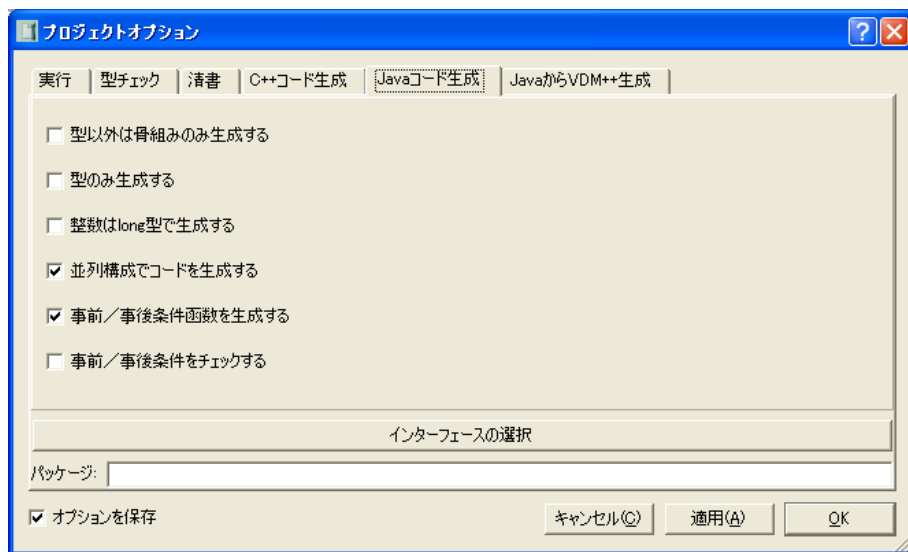 プロジェクトオプション
実行 型チェック 清書 C++コード生成 Javaコード生成 JavaからVDM++生成
型以外は骨組みのみ生成する
型のみ生成する
整数はlong型で生成する
並列構成でコードを生成する
事前／事後条件函数を生成する
事前／事後条件をチェックする
インターフェースの選択
パッケージ:
オプションを保存 キャンセル(C) 適用(A) OK